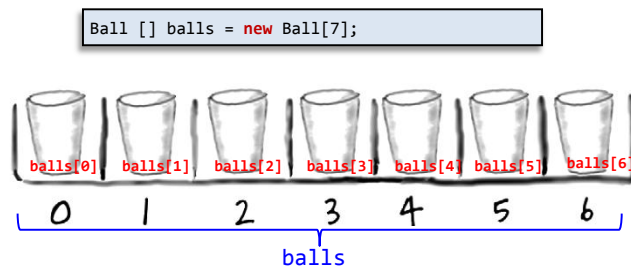 Ball [] balls = new Ball[7];
balls[0] balls[1] balls[2] balls[3] balls[4] balls[5] balls[6]
0 1 2 3 4 5 6
balls